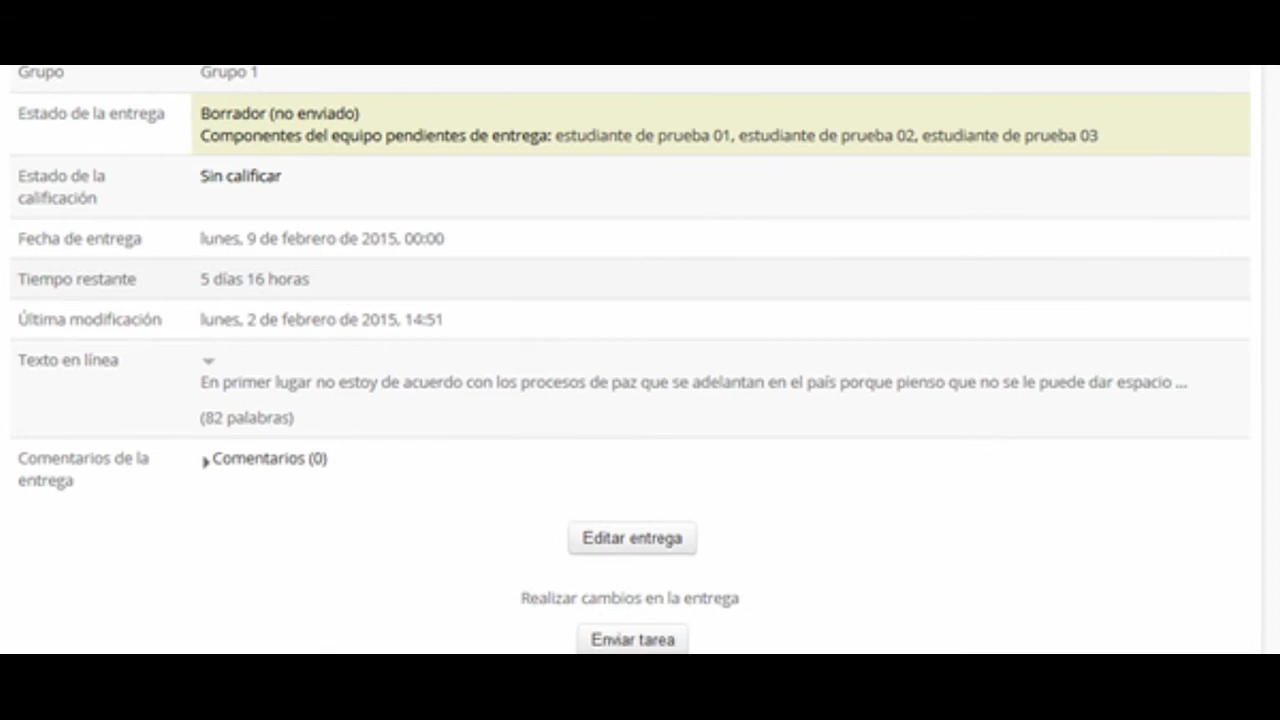 Grupo Grupo 1
Estado de la entrega Borrador (no enviado)
Componentes del equipo pendientes de entrega: estudiante de prueba 01, estudiante de prueba 02, estudiante de prueba 03
Estado de la Sin calificar
calificación
Fecha de entrega lunes, 9 de febrero de 2015, 00:00
Tiempo restante 5 días 16 horas
Última modificación lunes, 2 de febrero de 2015, 14:51
Texto en línea
En primer lugar no estoy de acuerdo con los procesos de paz que se adelantan en el país porque pienso que no se le puede dar espacio ...
(82 palabras)
Comentarios de la Comentarios (0)
entrega
Editar entrega
Realizar cambios en la entrega
Enviar tarea